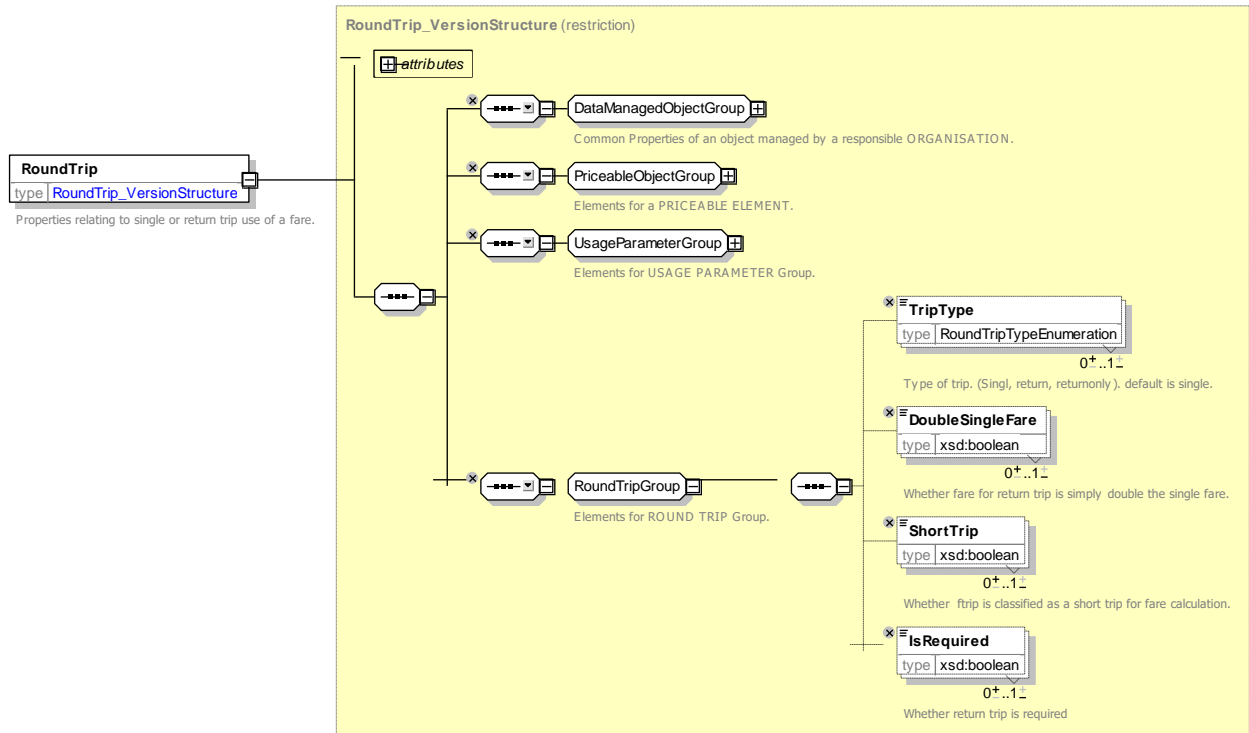 RoundTrip_VersionStructure (restriction)
attributes
DataManagedObjectGroup
Common Properties of an object managed by a responsible ORGANISATION.
RoundTrip
type RoundTrip_VersionStructure
Properties relating to single or return trip use of a fare.
PriceableObjectGroup
Elements for a PRICEABLE ELEMENT.
UsageParameterGroup
Elements for USAGE PARAMETER Group.
TripType
type RoundTripTypeEnumeration
0..1
Type of trip. (Singl, return, returnonly). default is single.
DoubleSingleFare
type xsd:boolean
0..1
Whether fare for return trip is simply double the single fare.
RoundTripGroup
Elements for ROUND TRIP Group.
ShortTrip
type xsd:boolean
0..1
Whether ftrip is classified as a short trip for fare calculation.
IsRequired
type xsd:boolean
0..1
Whether return trip is required